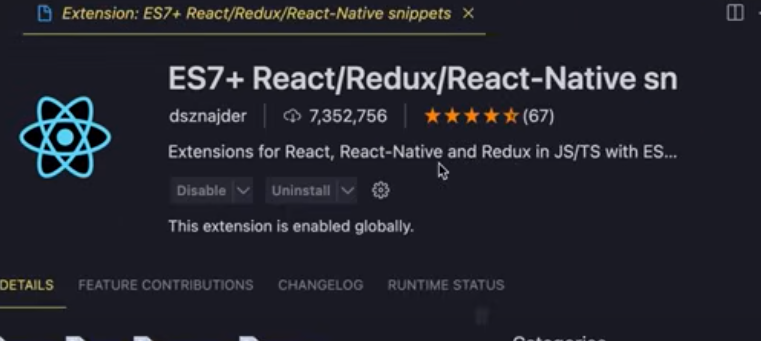 Extension: ES7+ React/Redux/React-Native snippets
ES7+ React/Redux/React-Native sn
dsznajder 7,352,756 (67)
Extensions for React, React-Native and Redux in JS/TS with ES...
Disable Uninstall
This extension is enabled globally.
DETAILS FEATURE CONTRIBUTIONS CHANGELOG RUNTIME STATUS
Categories